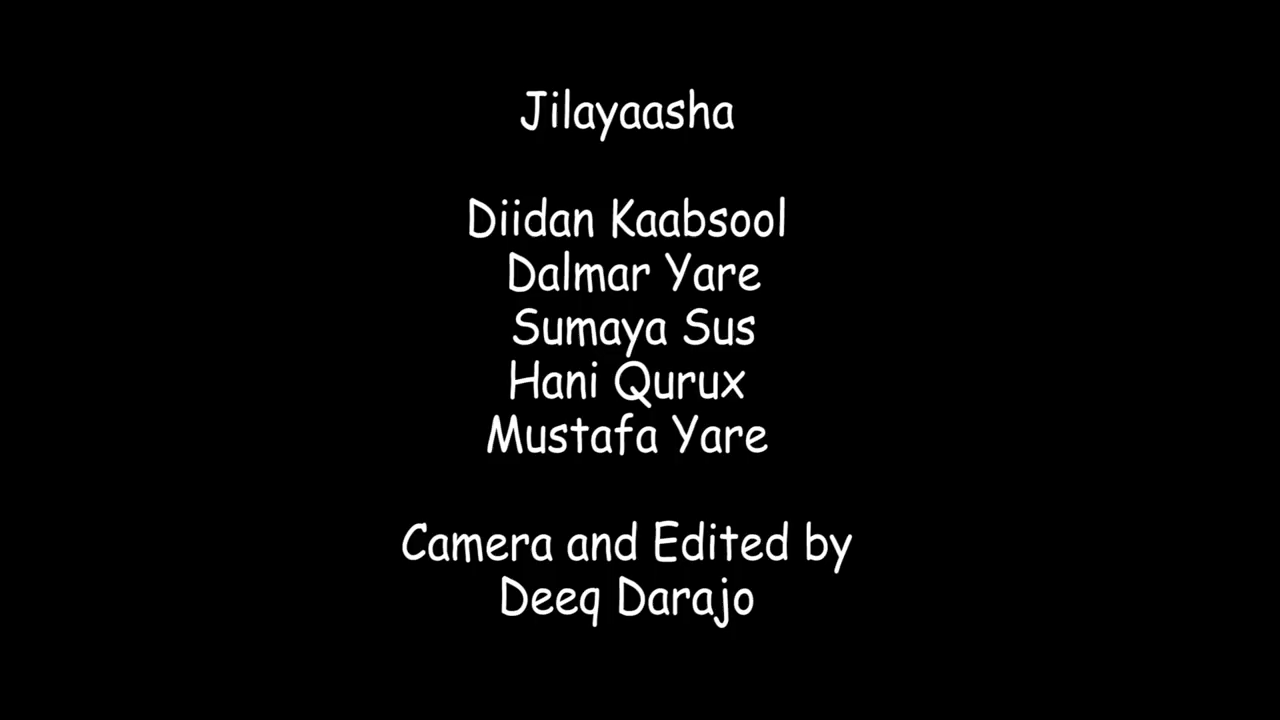 Jilayaasha
Diidan Kaabsool
Dalmar Yare
Sumaya Sus
Hani Qurux
Mustafa Yare
Camera and Edited by
Deeq Darajo